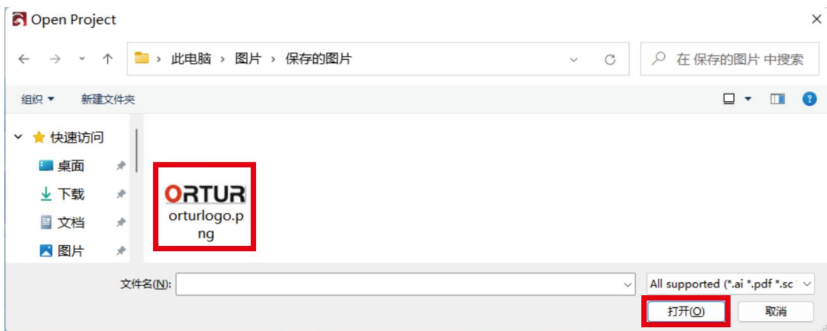 Open Project
此电脑 › 图片 › 保存的图片
在 保存的图片 中搜索
组织
新建文件夹
快速访问
桌面
下载
文档
图片
ORTUR
orturlogo.p
ng
文件名(N):
All supported (*.ai *.pdf *.sc
打开(O)
取消